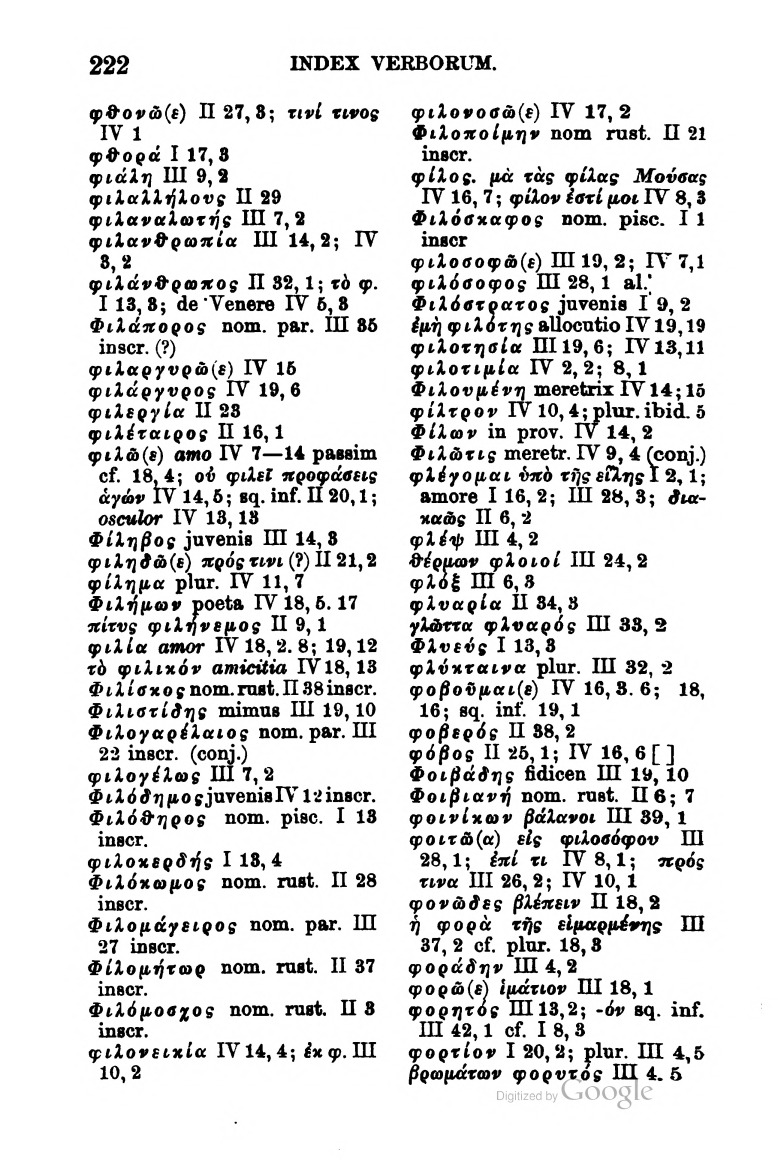 222
INDEX VERBORUM.
φθονῶ(ε) II 27, 3; τινί τινος
IV 1
φθορά I 17, 3
φιάλη III 9, 2
φιλαλλήλους II 29
φιλαναλωτής III 7, 2
φιλανθρωπία III 14, 2; IV
3, 2
φιλάνθρωπος II 32, 1; τὸ φ.
I 13, 3; de Venere IV 5, 3
Φιλάπορος nom. par. III 35
inscr. (?)
φιλαργυρῶ(ε) IV 15
φιλάργυρος IV 19, 6
φιλεργία II 23
φιλέταιρος II 16, 1
φιλῶ(ε) amo IV 7—14 passim
cf. 18, 4; οὐ φιλεῖ προφάσεις
ἀγών IV 14, 5; sq. inf. II 20, 1;
osculor IV 13, 13
Φίληβος juvenis III 14, 3
φιληδῶ(ε) πρός τινι (?) II 21, 2
φίλημα plur. IV 11, 7
Φιλήμων poeta IV 18, 5. 17
πίτυς φιλήνεμος II 9, 1
φιλία amor IV 18, 2. 8; 19, 12
τὸ φιλικόν amicitia IV 18, 13
Φιλίσκος nom. rust. II 38 inscr.
Φιλιστίδης mimus III 19, 10
Φιλογαρέλαιος nom. par. III
22 inscr. (conj.)
φιλογέλως III 7, 2
Φιλόδημος juvenis IV 12 inscr.
Φιλόθηρος nom. pisc. I 13
inscr.
φιλοκερδής I 13, 4
Φιλόκωμος nom. rust. II 28
inscr.
Φιλομάγειρος nom. par. III
27 inscr.
Φιλομήτωρ nom. rust. II 37
inscr.
Φιλόμοσχος nom. rust. II 3
inscr.
φιλονεικία IV 14, 4; ἐκ φ. III
10, 2
φιλονοσῶ(ε) IV 17, 2
Φιλοποίμην nom rust. II 21
inscr.
φίλος. μὰ τὰς φίλας Μούσας
IV 16, 7; φίλον ἐστί μοι IV 8, 3
Φιλόσκαφος nom. pisc. I 1
inscr
φιλοσοφῶ(ε) III 19, 2; IV 7, 1
φιλόσοφος III 28, 1 al.
Φιλόστρατος juvenis I 9, 2
ἐμὴ φιλότης allocutio IV 19, 19
φιλοτησία III 19, 6; IV 13, 11
φιλοτιμία IV 2, 2; 8, 1
Φιλουμένη meretrix IV 14; 15
φίλτρον IV 10, 4; plur. ibid. 5
Φίλων in prov. IV 14, 2
Φιλῶτις meretr. IV 9, 4 (conj.)
φλέγομαι ὑπὸ τῆς εἵλης I 2, 1;
amore I 16, 2; III 28, 3; δια-
καῶς II 6, 2
φλέψ III 4, 2
θέρμων φλοιοί III 24, 2
φλόξ III 6, 3
φλυαρία II 34, 3
γλῶττα φλυαρός III 33, 2
Φλυεύς I 13, 3
φλύκταινα plur. III 32, 2
φοβοῦμαι(ε) IV 16, 3. 6; 18,
16; sq. inf. 19, 1
φοβερός II 38, 2
φόβος II 25, 1; IV 16, 6 [ ]
Φοιβάδης fidicen III 19, 10
Φοιβιανή nom. rust. II 6; 7
φοινίκων βάλανοι III 39, 1
φοιτῶ(α) εἰς φιλοσόφου III
28, 1; ἐπί τι IV 8, 1; πρός
τινα III 26, 2; IV 10, 1
φονῶδες βλέπειν II 18, 2
ἡ φορὰ τῆς εἱμαρμένης III
37, 2 cf. plur. 18, 3
φοράδην III 4, 2
φορῶ(ε) ἱμάτιον III 18, 1
φορητός III 13, 2; -όν sq. inf.
III 42, 1 cf. I 8, 3
φορτίον I 20, 2; plur. III 4, 5
βρωμάτων φορυτός III 4. 5
Digitized by Google